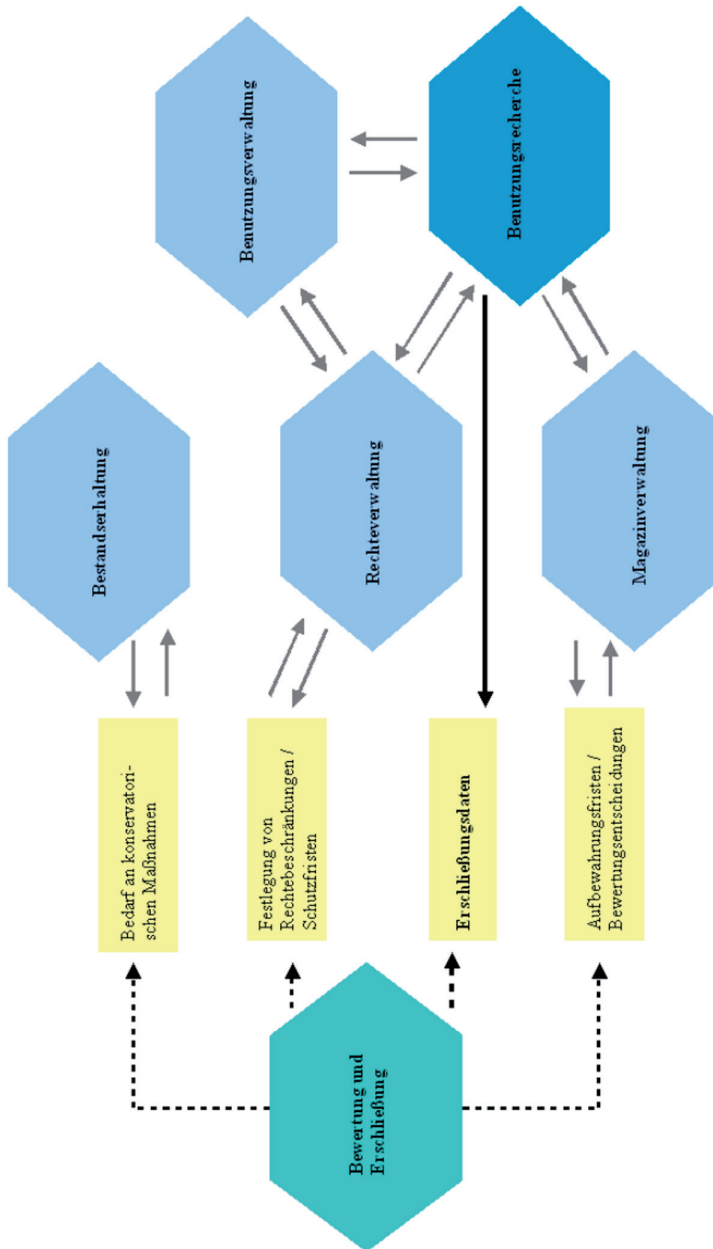 Bewertung und
Erschließung
Bedarf an konservatori-
schen Maßnahmen
Festlegung von
Rechtebeschränkungen /
Schutzfristen
Erschließungsdaten
Aufbewahrungsfristen /
Bewertungsentscheidungen
Bestandserhaltung
Rechteverwaltung
Magazinverwaltung
Benutzungsverwaltung
Benutzungsrecherche